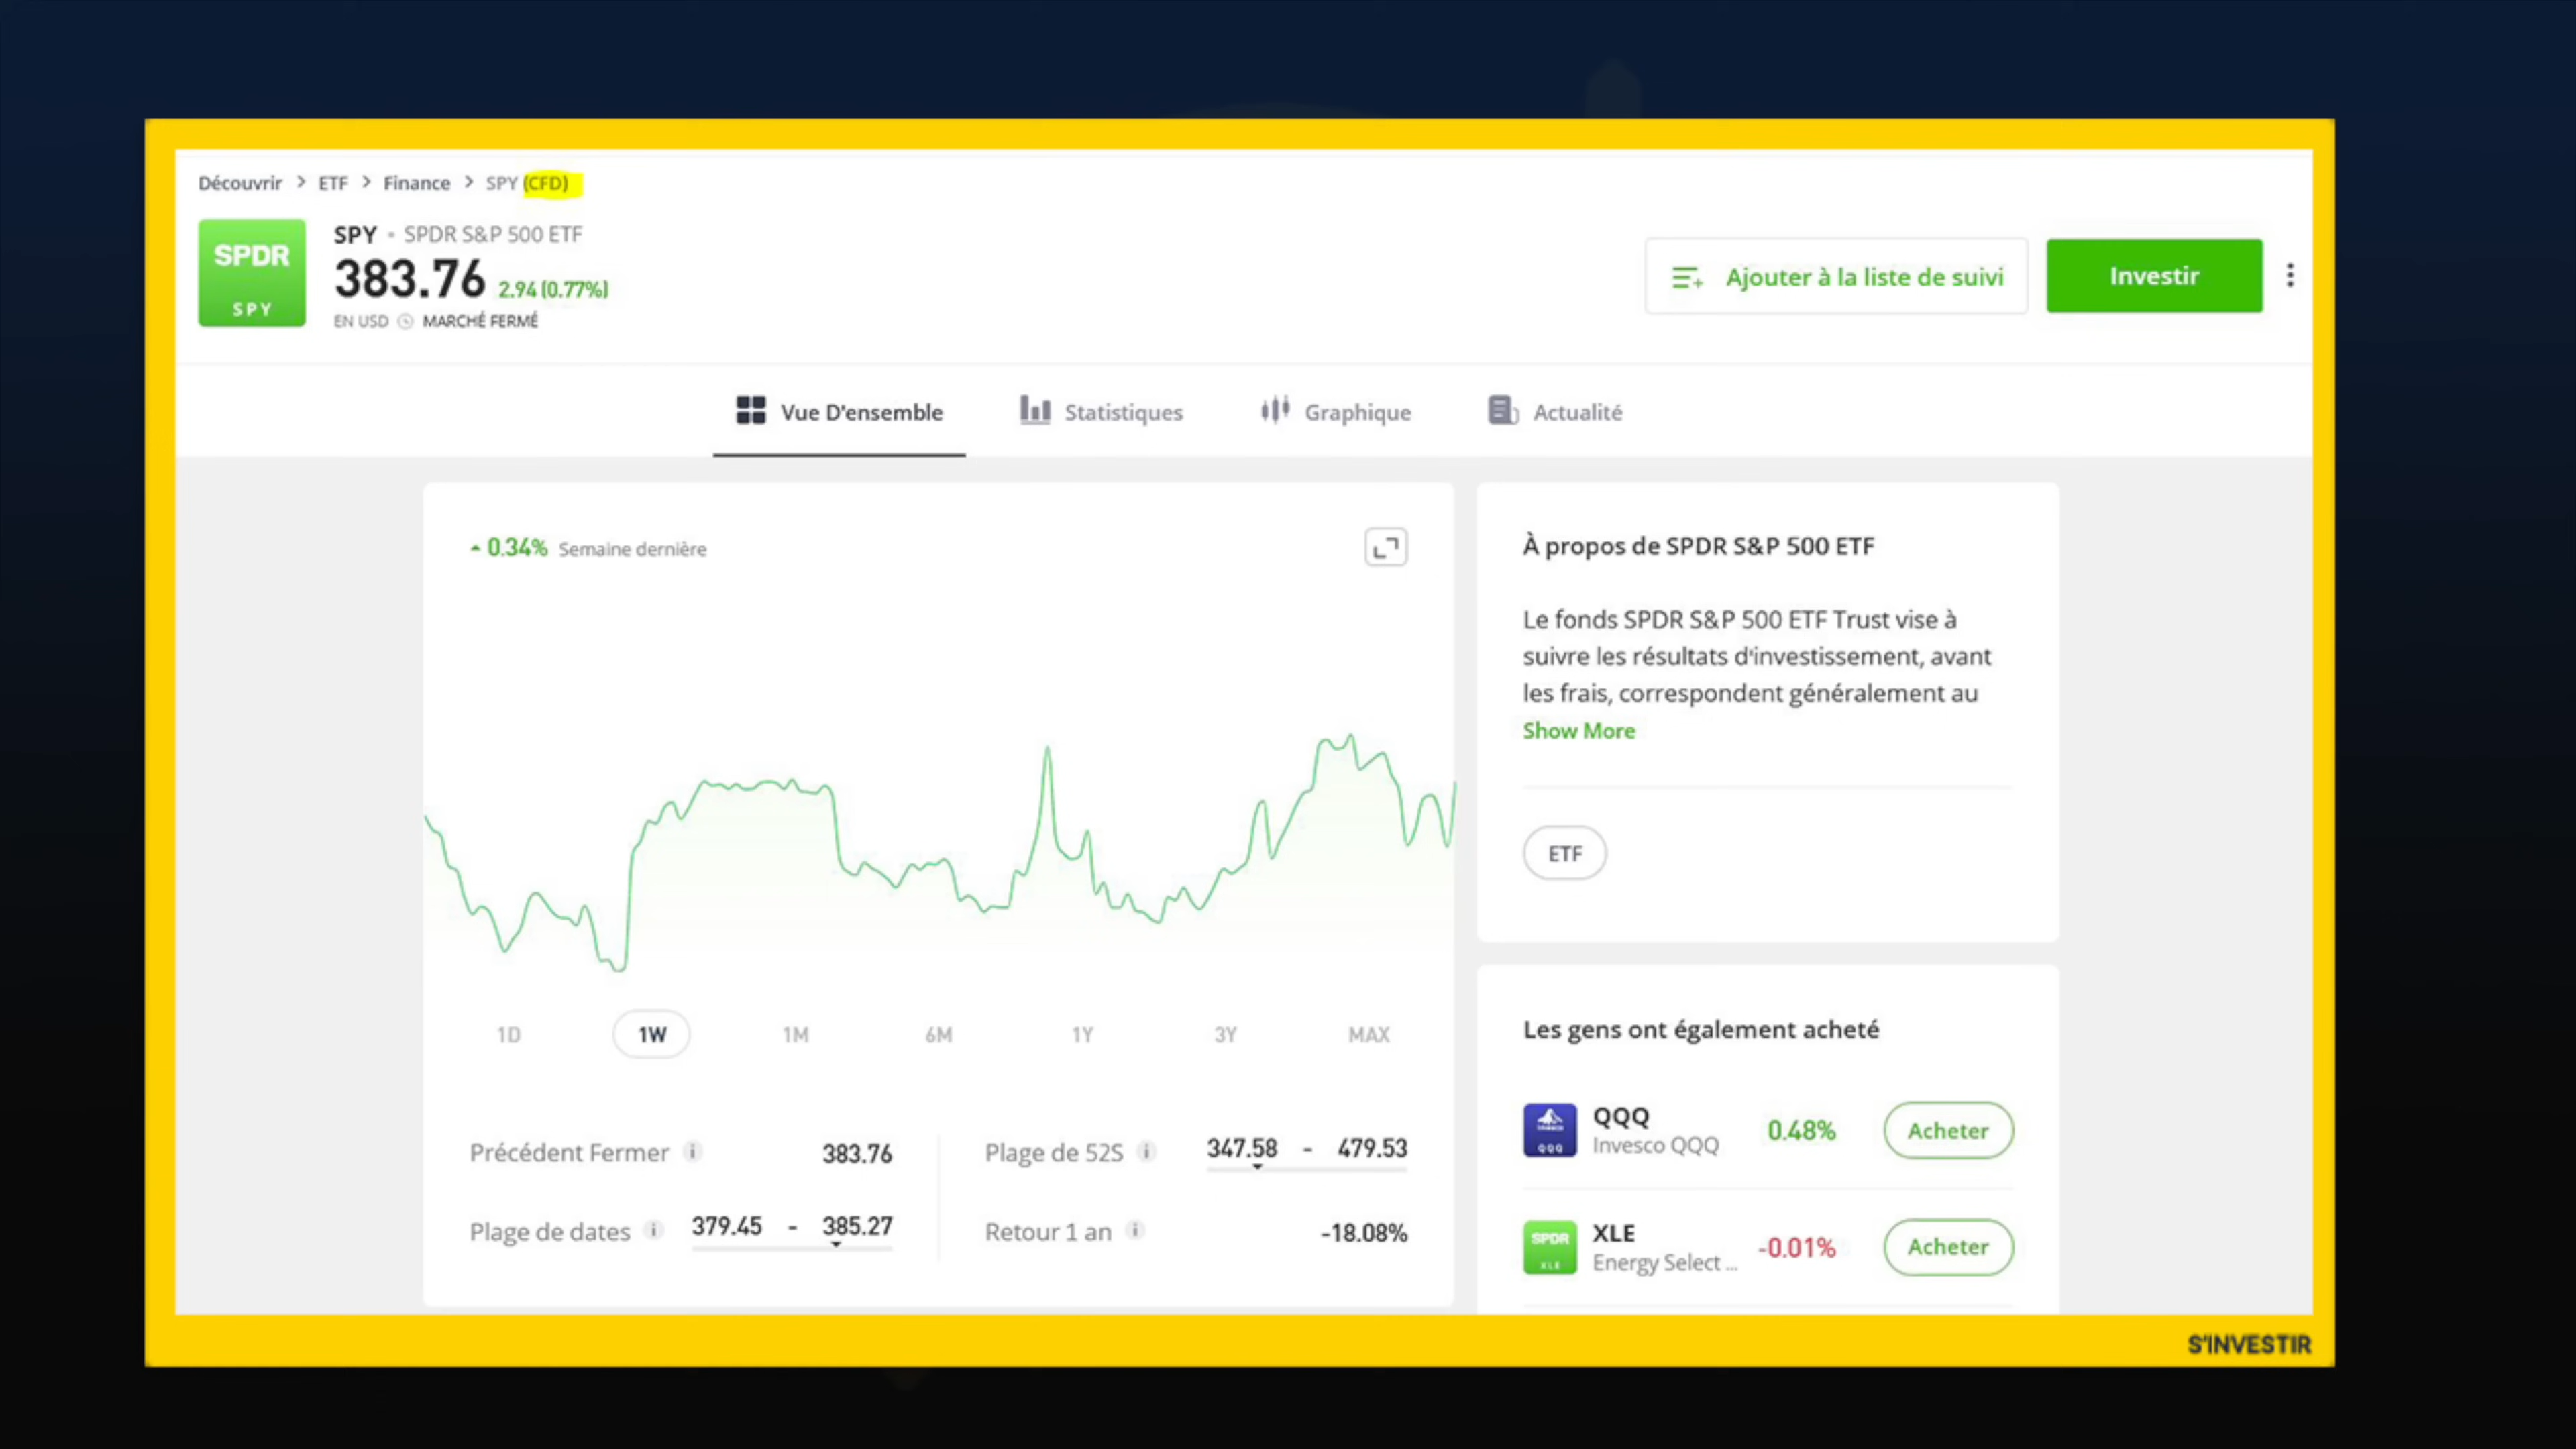 Découvrir > ETF > Finance > SPY (CFD)
SPDR
SPY
SPY • SPDR S&P 500 ETF
383.76 2.94 (0.77%)
EN USD MARCHÉ FERMÉ
Ajouter à la liste de suivi
Investir
Vue D'ensemble
Statistiques
Graphique
Actualité
0.34% Semaine dernière
1D 1W 1M 6M 1Y 3Y MAX
Précédent Fermer i 383.76
Plage de dates i 379.45 - 385.27
Plage de 52S i 347.58 - 479.53
Retour 1 an i -18.08%
À propos de SPDR S&P 500 ETF
Le fonds SPDR S&P 500 ETF Trust vise à
suivre les résultats d'investissement, avant
les frais, correspondent généralement au
Show More
ETF
Les gens ont également acheté
QQQ
QQQ
Invesco QQQ
0.48%
Acheter
SPDR
XLE
XLE
Energy Select ...
-0.01%
Acheter
S'INVESTIR